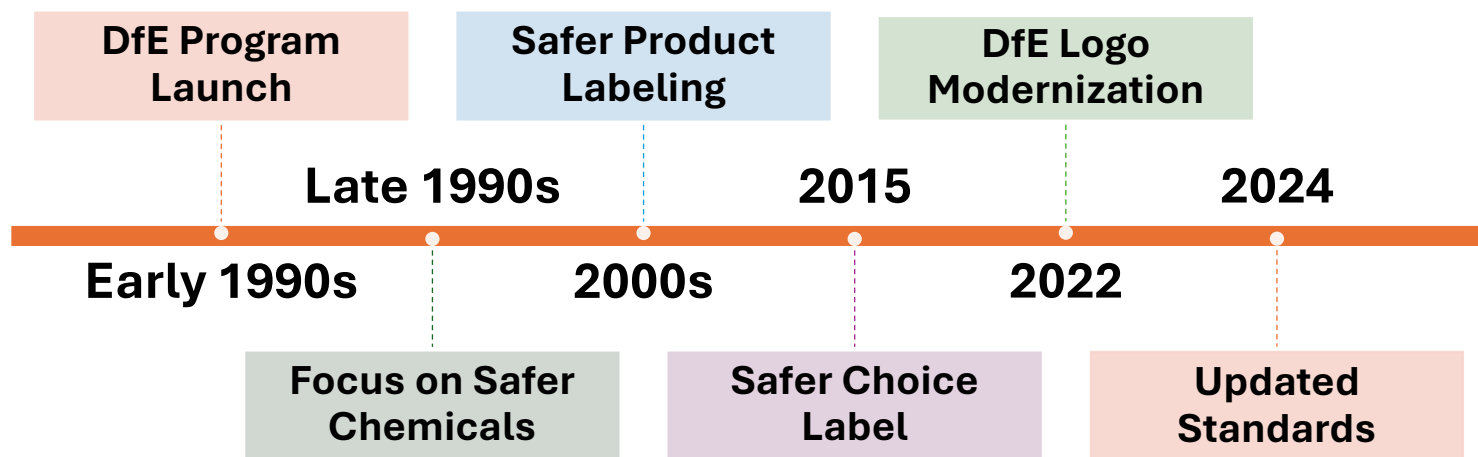 DfE Program
Launch
Safer Product
Labeling
DfE Logo
Modernization
Late 1990s
2015
2024
Early 1990s
2000s
2022
Focus on Safer
Chemicals
Safer Choice
Label
Updated
Standards